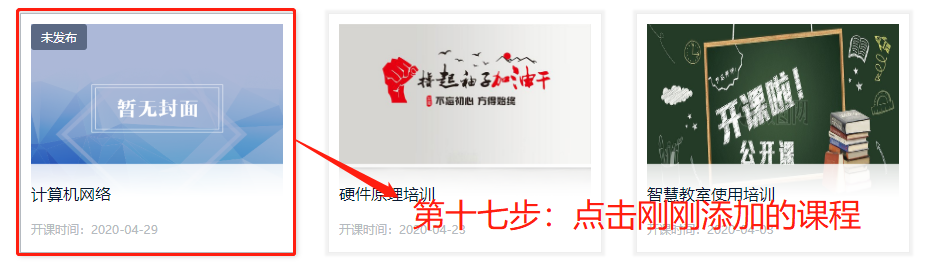 未发布
暂无封面
计算机网络
开课时间：2020-04-29
撸起袖子加油干
不忘初心 方得始终
硬件原理培训
开课时间：2020-04-23
开课啦！
公开课
智慧教室使用培训
开课时间：2020-04-03
第十七步：点击刚刚添加的课程